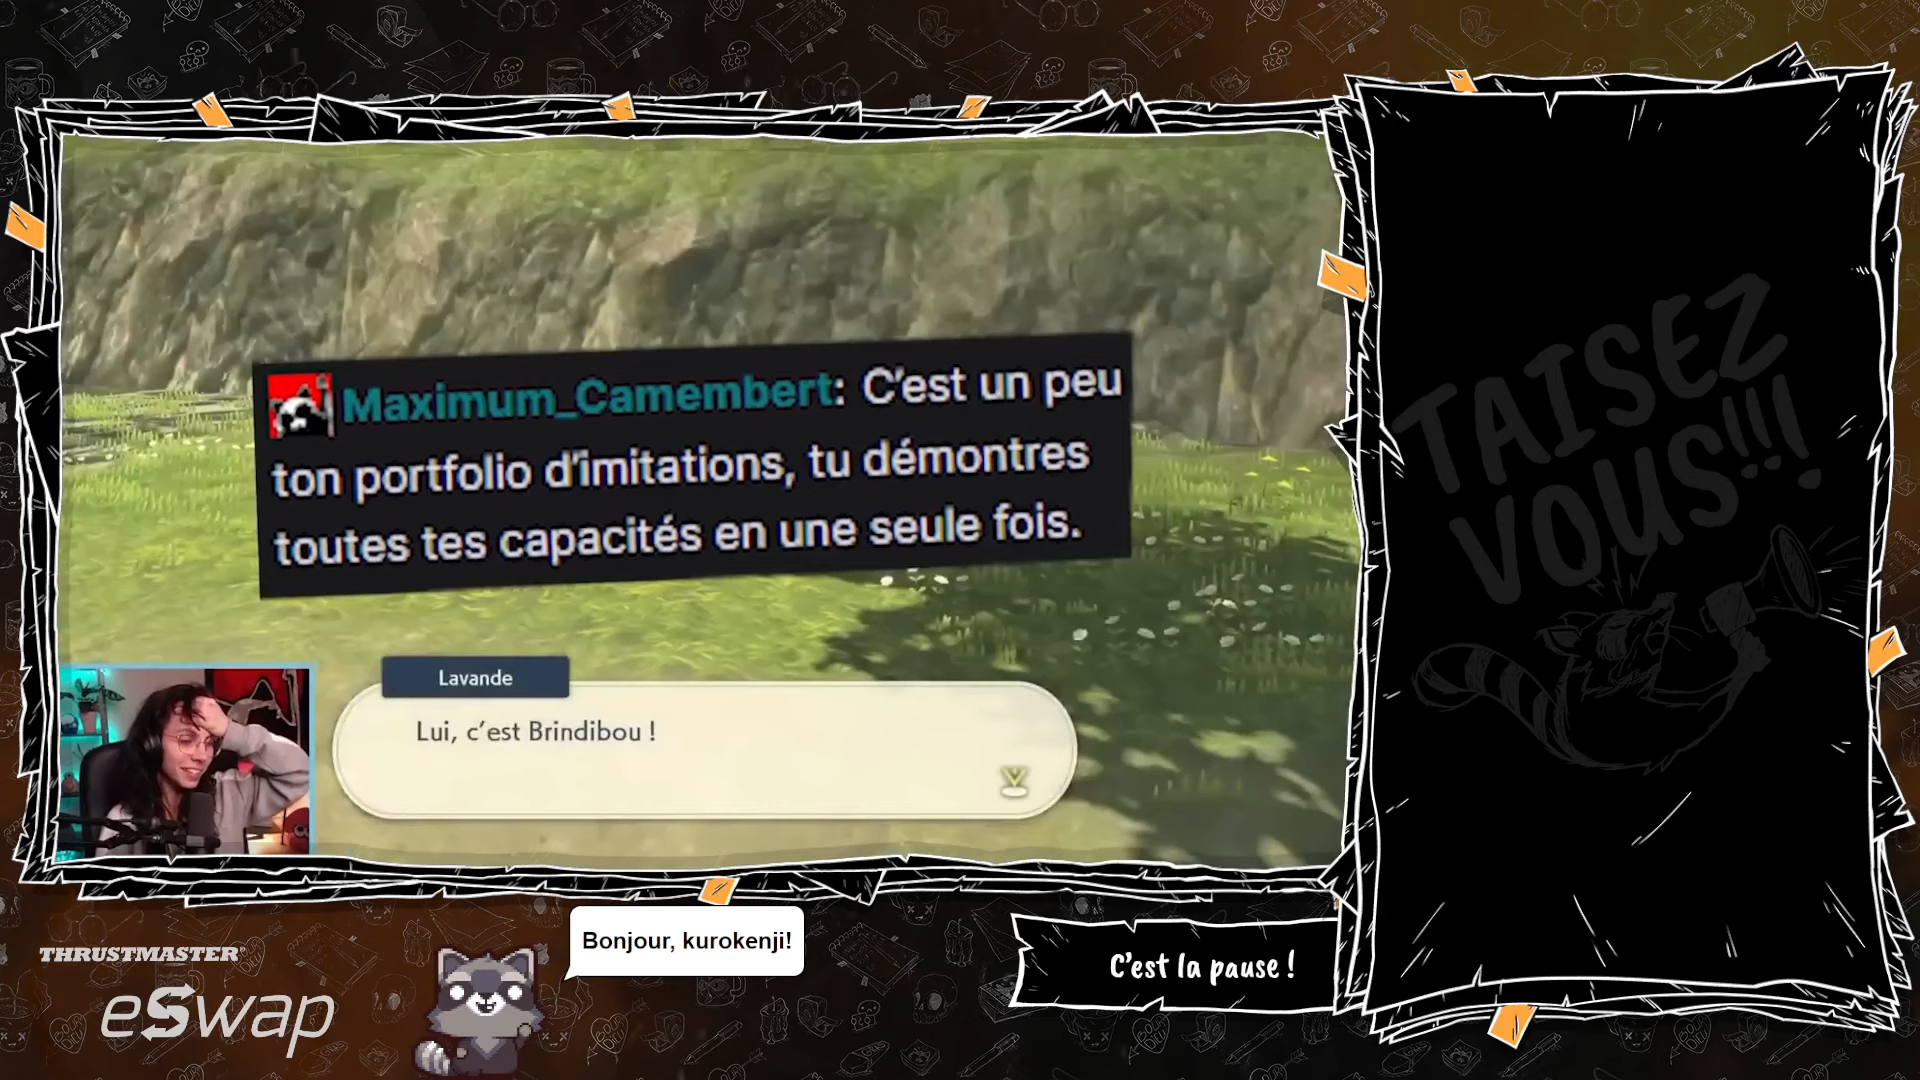 Maximum_Camembert: C'est un peu
ton portfolio d'imitations, tu démontres
toutes tes capacités en une seule fois.
Lavande
Lui, c'est Brindibou !
TAISEZ
VOUS!!!
Bonjour, kurokenji!
C'est la pause !
THRUSTMASTER
eSwap